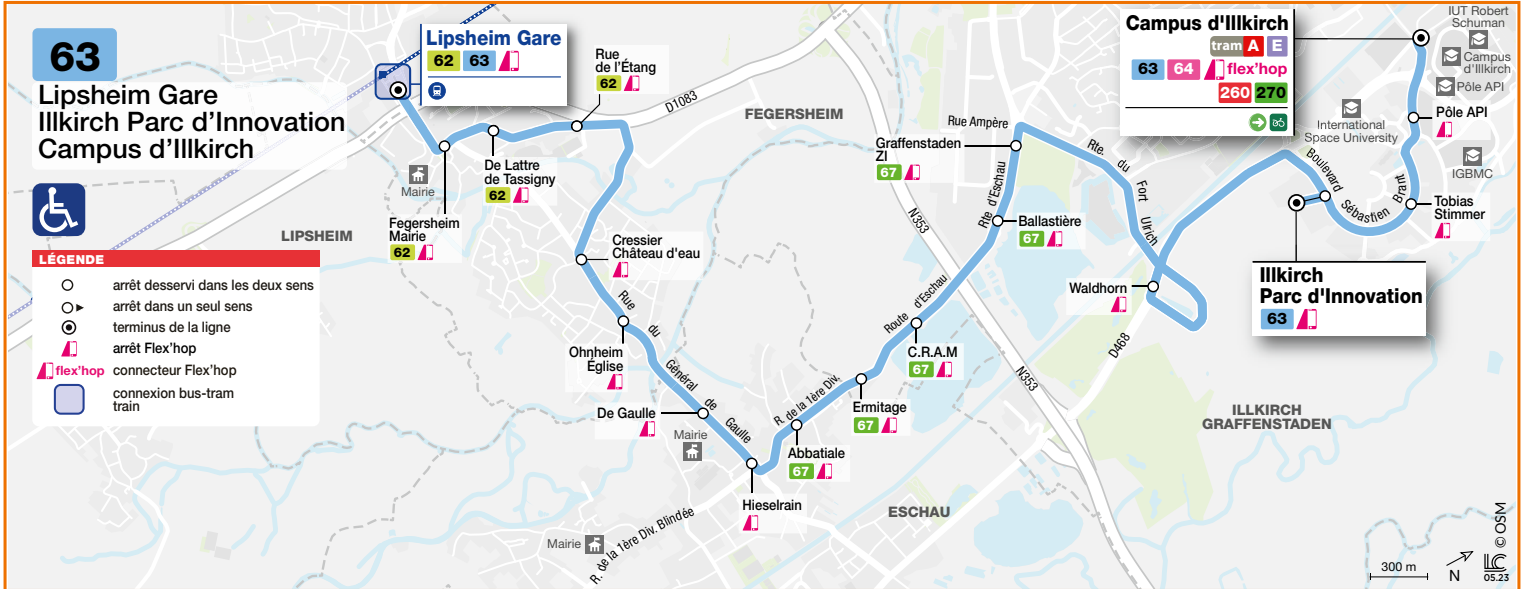 63
Lipsheim Gare
Illkirch Parc d’Innovation
Campus d’Illkirch
LÉGENDE
arrêt desservi dans les deux sens
arrêt dans un seul sens
terminus de la ligne
arrêt Flex'hop
flex'hop connecteur Flex'hop
connexion bus-tram
train
Lipsheim Gare
62 63
Rue
de l'Étang
62
D1083
De Lattre
de Tassigny
62
Mairie
Fegersheim
Mairie
62
LIPSHEIM
FEGERSHEIM
Cressier
Château d'eau
Rue du Général de Gaulle
Ohnheim
Église
De Gaulle
Mairie
Hieselrain
Mairie
R. de la 1ère Div. Blindée
R. de la 1ère Div.
Abbatiale
67
Ermitage
67
C.R.A.M
67
Route d'Eschau
ESCHAU
Ballastière
67
Rte d'Eschau
Graffenstaden
ZI
67
Rue Ampère
N353
N353
Rte. du Fort Ulrich
Waldhorn
D468
ILLKIRCH
GRAFFENSTADEN
Campus d'Illkirch
tram A E
63 64 flex'hop
260 270
Illkirch
Parc d'Innovation
63
Boulevard Sébastien Brant
International
Space University
IUT Robert
Schuman
Campus
d'Illkirch
Pôle API
Pôle API
IGBMC
Tobias
Stimmer
300 m
N
LC
05.23
© OSM